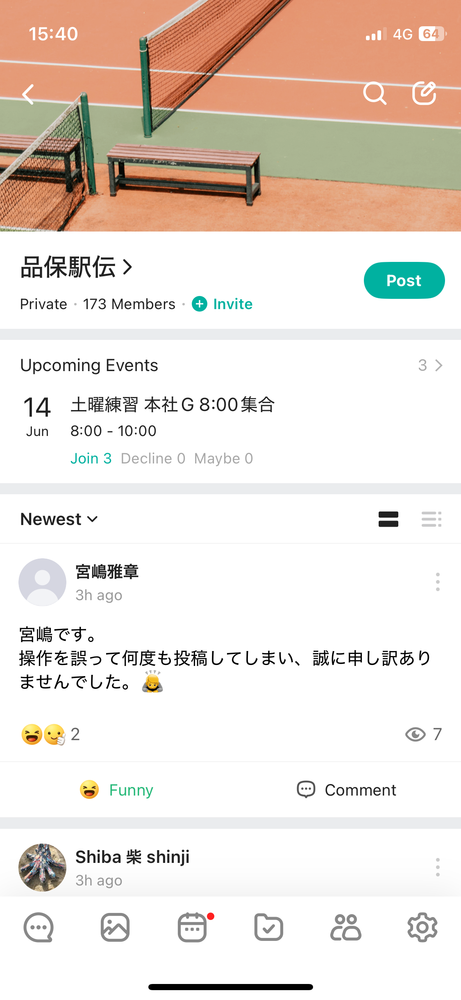 15:40
4G 64
品保駅伝
Post
Private · 173 Members · Invite
Upcoming Events
3
14
土曜練習 本社G 8:00集合
Jun
8:00 - 10:00
Join 3 Decline 0 Maybe 0
Newest
宮嶋雅章
3h ago
宮嶋です。
操作を誤って何度も投稿してしまい、誠に申し訳あり
ませんでした。🙇
2
7
Funny
Comment
Shiba 柴 shinji
3h ago